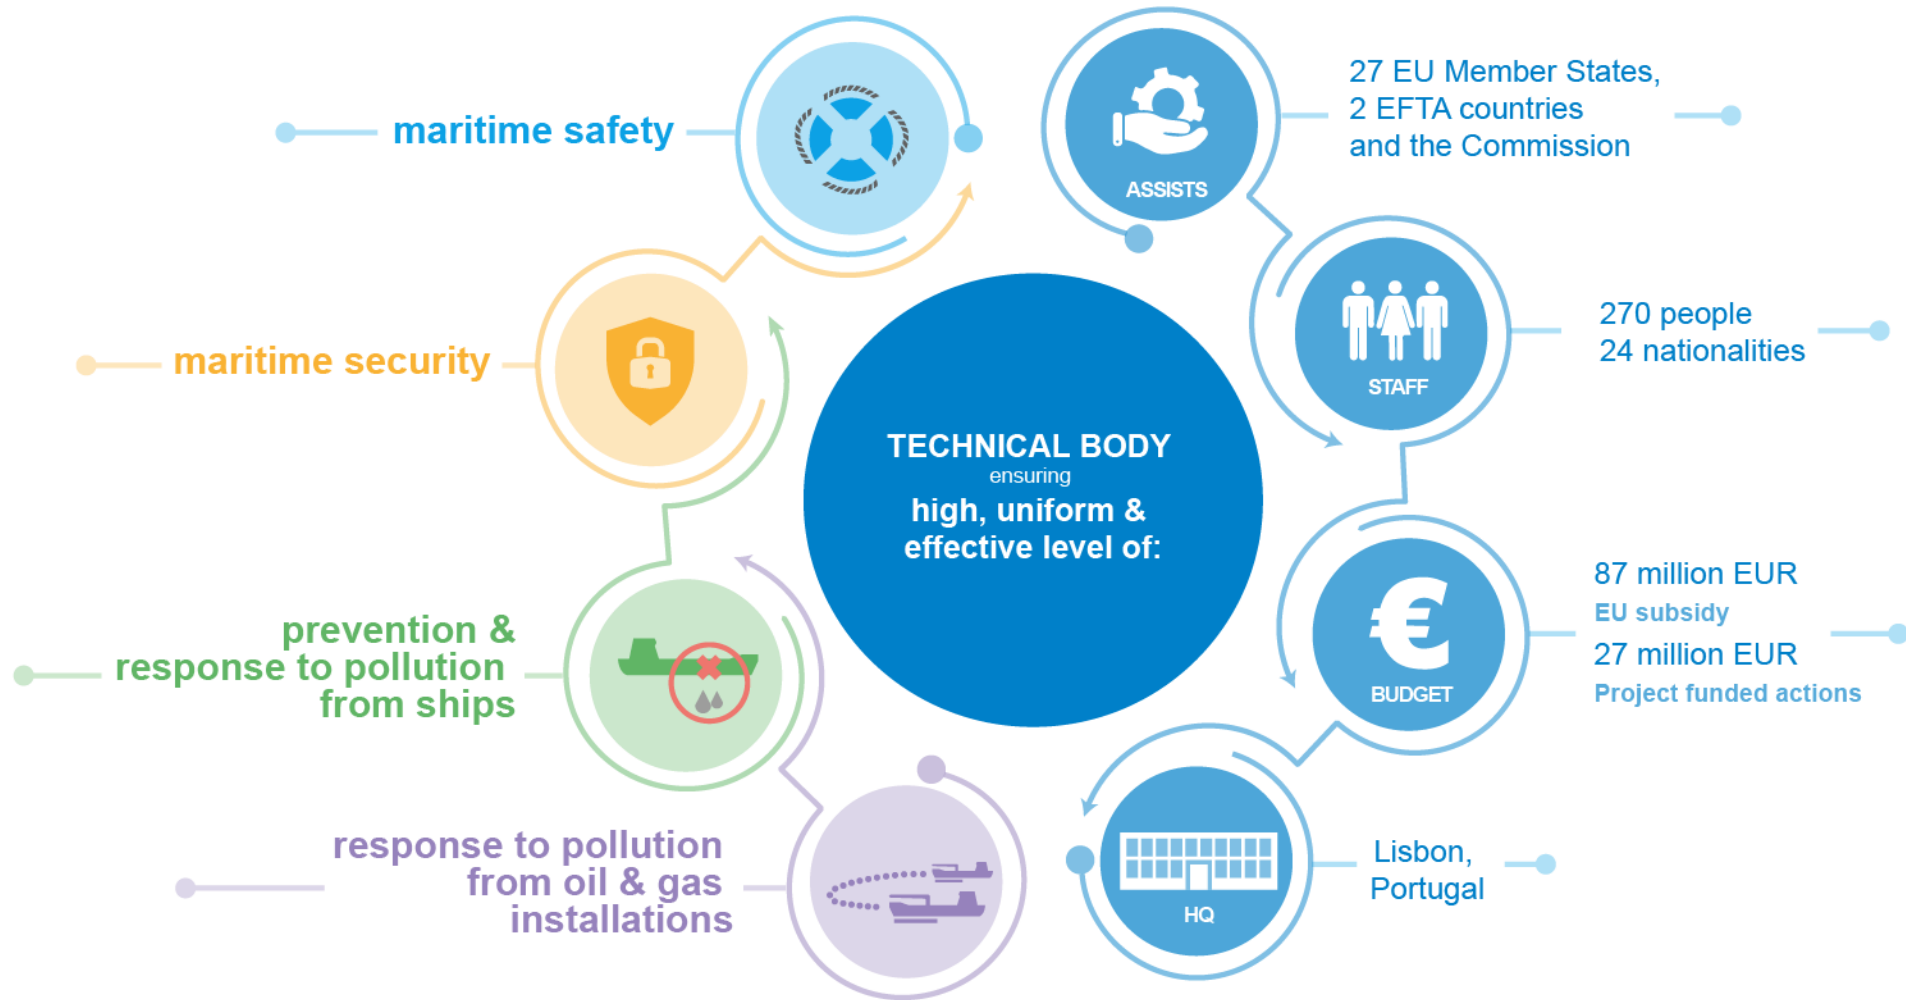 maritime safety
maritime security
prevention &
response to pollution
from ships
response to pollution
from oil & gas
installations
TECHNICAL BODY
ensuring
high, uniform &
effective level of:
ASSISTS
27 EU Member States,
2 EFTA countries
and the Commission
STAFF
270 people
24 nationalities
€
BUDGET
87 million EUR
EU subsidy
27 million EUR
Project funded actions
HQ
Lisbon,
Portugal